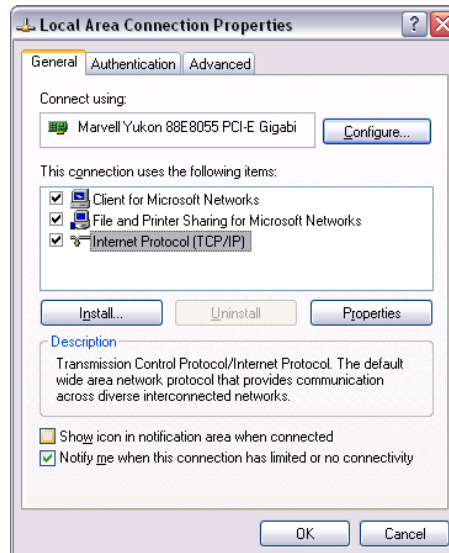 Local Area Connection Properties
General Authentication Advanced
Connect using:
Marvell Yukon 88E8055 PCI-E Gigabi Configure...
This connection uses the following items:
Client for Microsoft Networks
File and Printer Sharing for Microsoft Networks
Internet Protocol (TCP/IP)
Install... Uninstall Properties
Description
Transmission Control Protocol/Internet Protocol. The default
wide area network protocol that provides communication
across diverse interconnected networks.
Show icon in notification area when connected
Notify me when this connection has limited or no connectivity
OK Cancel